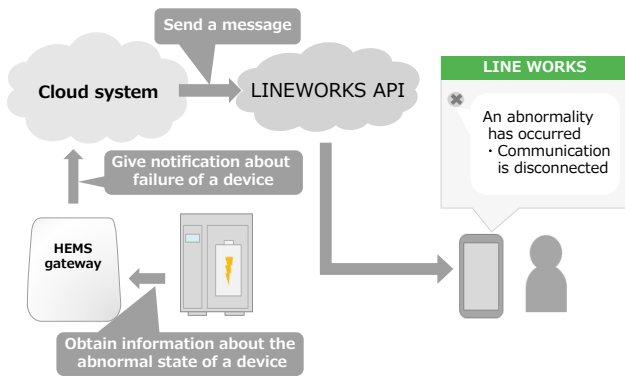 Send a message
Cloud system
LINEWORKS API
LINE WORKS
An abnormality
has occurred
・Communication
is disconnected
Give notification about
failure of a device
HEMS
gateway
Obtain information about the
abnormal state of a device